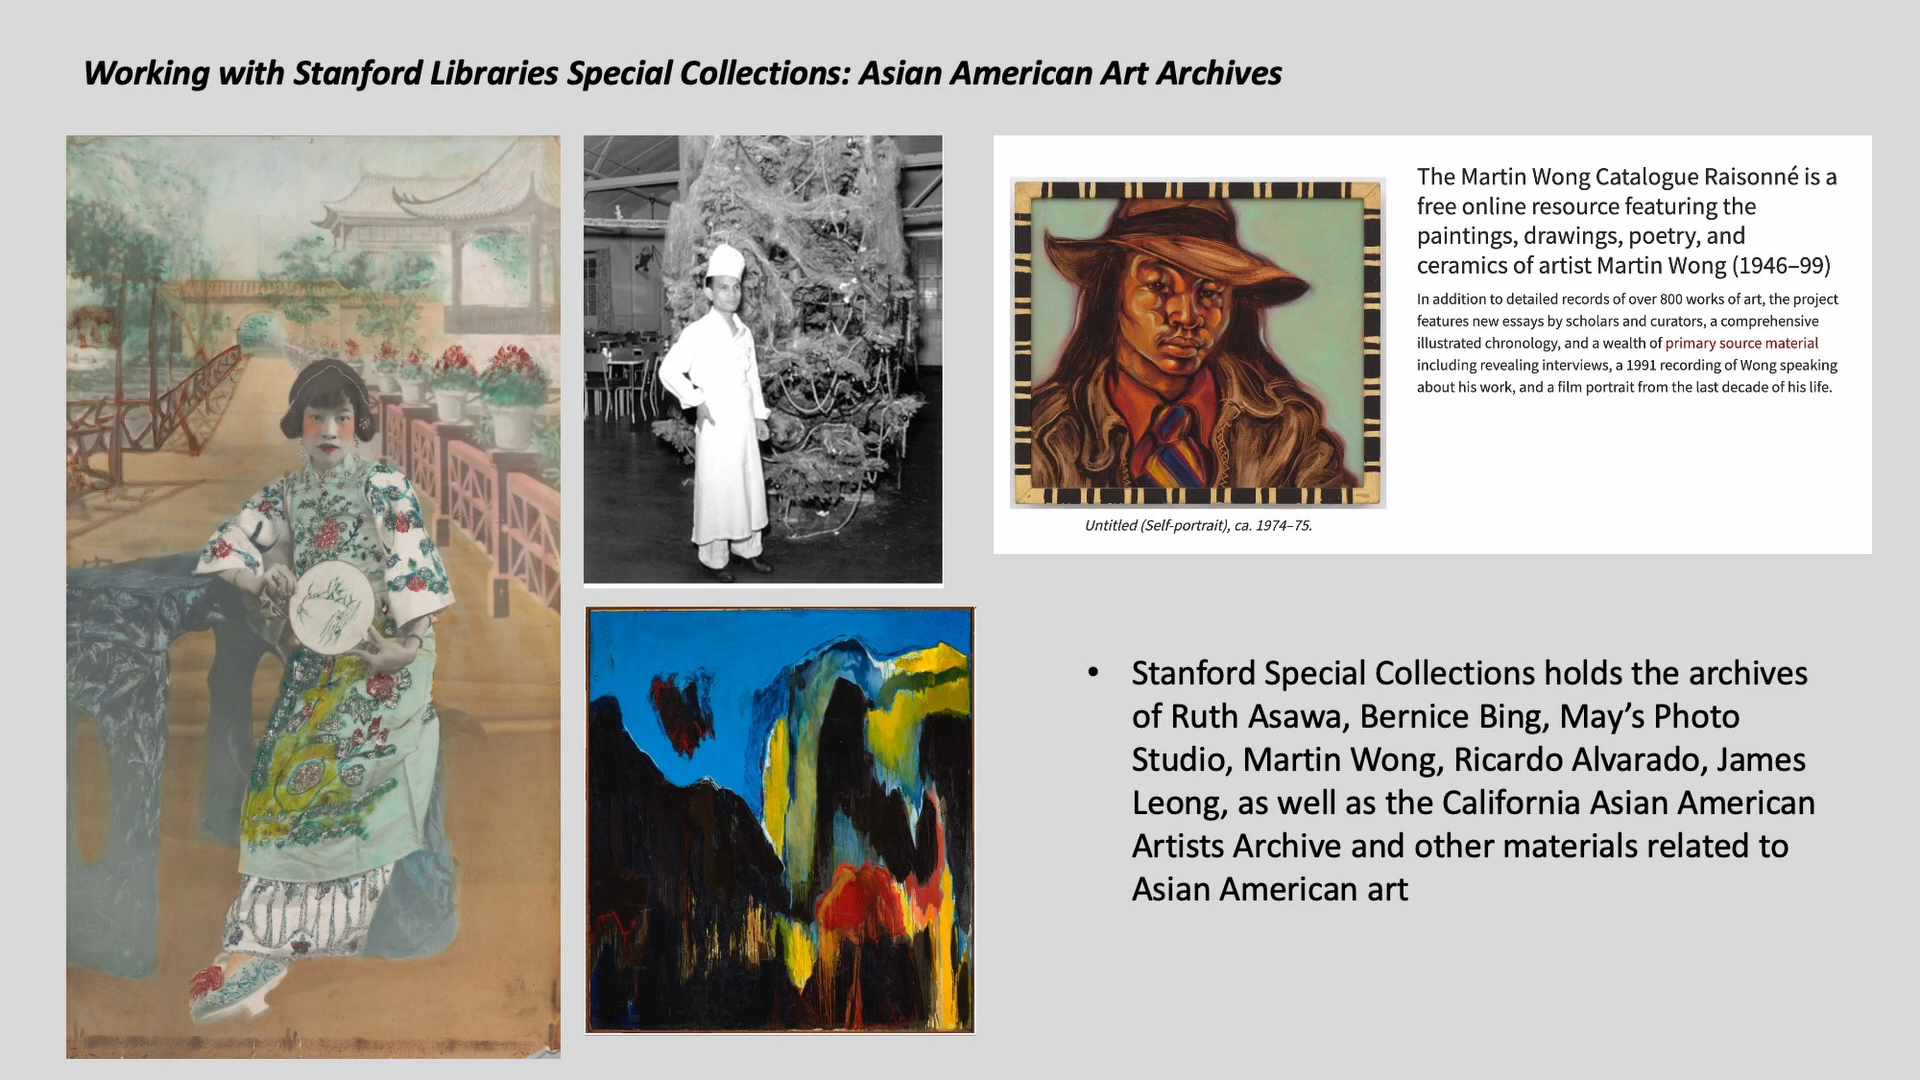 Working with Stanford Libraries Special Collections: Asian American Art Archives
The Martin Wong Catalogue Raisonné is a
free online resource featuring the
paintings, drawings, poetry, and
ceramics of artist Martin Wong (1946–99)
In addition to detailed records of over 800 works of art, the project
features new essays by scholars and curators, a comprehensive
illustrated chronology, and a wealth of primary source material
including revealing interviews, a 1991 recording of Wong speaking
about his work, and a film portrait from the last decade of his life.
Untitled (Self-portrait), ca. 1974–75.
• Stanford Special Collections holds the archives
of Ruth Asawa, Bernice Bing, May’s Photo
Studio, Martin Wong, Ricardo Alvarado, James
Leong, as well as the California Asian American
Artists Archive and other materials related to
Asian American art